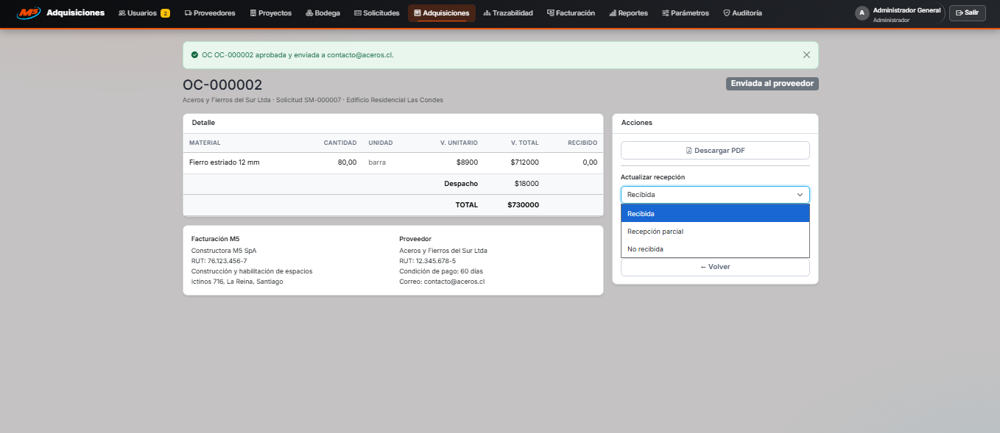 M5 Adquisiciones Usuarios 2 Proveedores Proyectos Bodega Solicitudes Adquisiciones Trazabilidad Facturación Reportes Parámetros Auditoría A Administrador General Salir
Administrador
OC OC-000002 aprobada y enviada a contacto@aceros.cl.
OC-000002 Enviada al proveedor
Aceros y Fierros del Sur Ltda · Solicitud SM-000007 · Edificio Residencial Las Condes
Detalle
MATERIAL CANTIDAD UNIDAD V. UNITARIO V. TOTAL RECIBIDO
Fierro estriado 12 mm 80,00 barra $8900 $712000 0,00
Despacho $18000
TOTAL $730000
Facturación M5
Constructora M5 SpA
RUT: 76.123.456-7
Construcción y habilitación de espacios
Ictinos 716, La Reina, Santiago
Proveedor
Aceros y Fierros del Sur Ltda
RUT: 12.345.678-5
Condición de pago: 60 días
Correo: contacto@aceros.cl
Acciones
Descargar PDF
Actualizar recepción
Recibida
Recibida
Recepción parcial
No recibida
← Volver